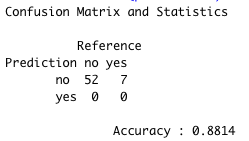 Confusion Matrix and Statistics
Reference
Prediction no yes
no 52 7
yes 0 0
Accuracy : 0.8814